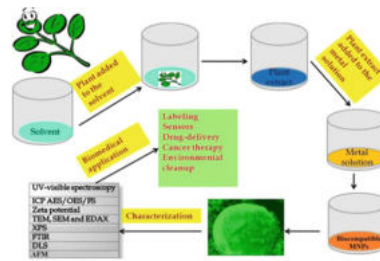 Plant added
to the
solvent
Solvent
Plant
extract
Plant extract
added to the
metal
solution
Metal
solution
Biocompatible
MNPs
Characterization
UV-visible spectroscopy
ICP AES/OES/PS
Zeta potential
TEM, SEM and EDAX
XPS
FTIR
DLS
AFM
Biomedical
application
Labeling
Sensors
Drug-delivery
Cancer therapy
Environmental
cleanup